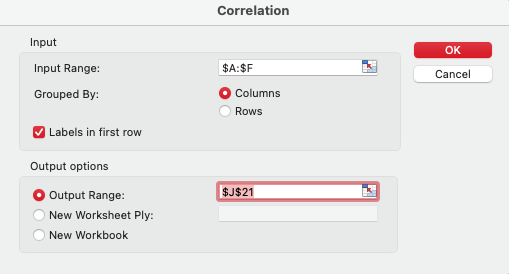 Correlation
Input
OK
Input Range: $A:$F
Cancel
Grouped By: Columns
Rows
Labels in first row
Output options
Output Range: $J$21
New Worksheet Ply:
New Workbook